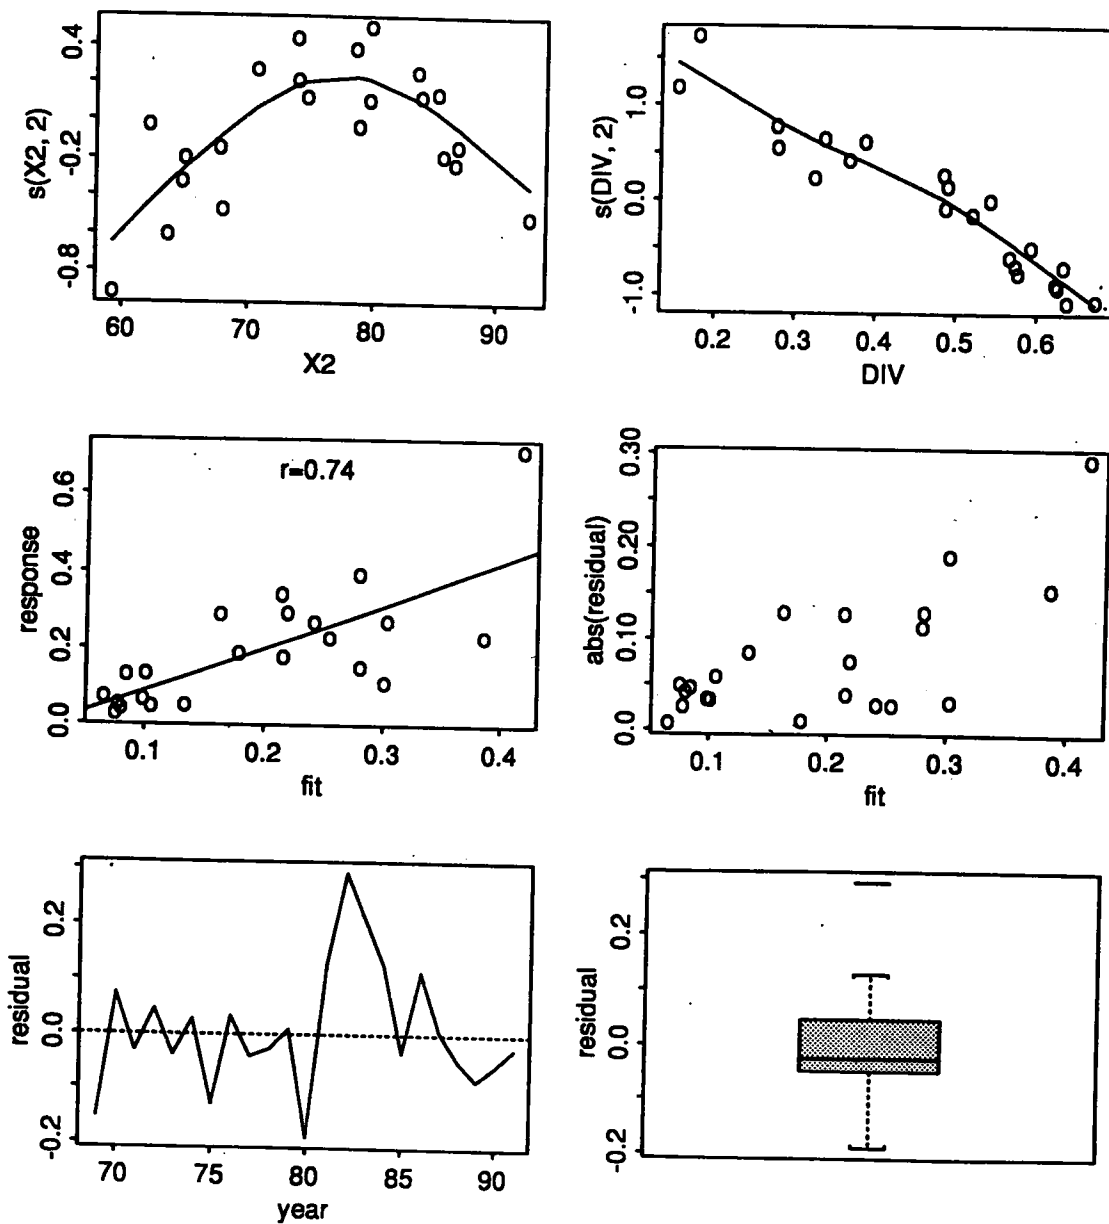 s(X2, 2)
0.4
-0.2
-0.8
60 70 80 90
X2
s(DIV, 2)
1.0
0.0
-1.0
0.2 0.3 0.4 0.5 0.6
DIV
response
0.6
0.4
0.2
0.0
r=0.74
0.1 0.2 0.3 0.4
fit
abs(residual)
0.30
0.20
0.10
0.0
0.1 0.2 0.3 0.4
fit
residual
0.2
0.0
-0.2
70 75 80 85 90
year
residual
0.2
0.0
-0.2